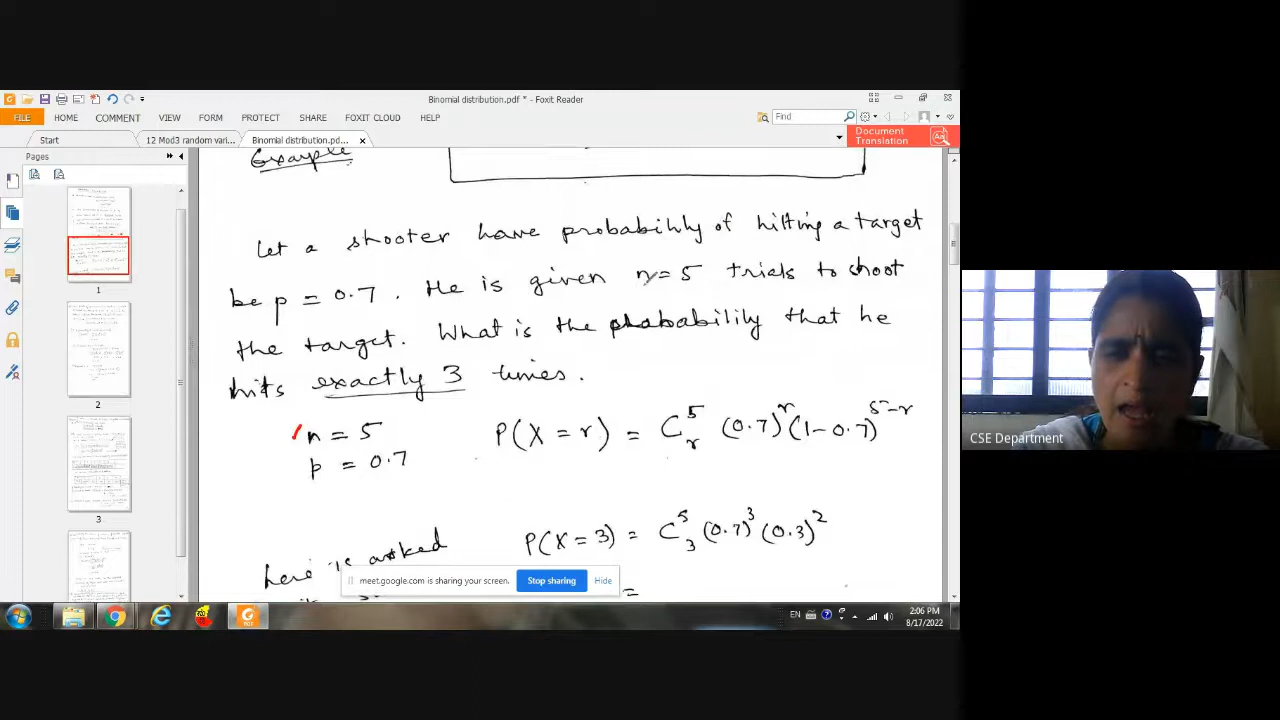 Binomial distribution.pdf * - Foxit Reader
FILE HOME COMMENT VIEW FORM PROTECT SHARE FOXIT CLOUD HELP
Find
Start 12 Mod3 random vari... Binomial distribution.pd...
Document
Translation
Pages
Example
Let a shooter have probability of hitting a target
be p = 0.7. He is given n = 5 trials to shoot
the target. What is the probability that he
hits exactly 3 times.
n = 5 P(X = r) = C⁵ᵣ (0.7)ʳ (1-0.7)⁵⁻ʳ
p = 0.7
P(X = 3) = C⁵₃ (0.7)³ (0.3)²
here is asked
=
1
2
3
meet.google.com is sharing your screen. Stop sharing Hide
EN 2:06 PM
8/17/2022
CSE Department